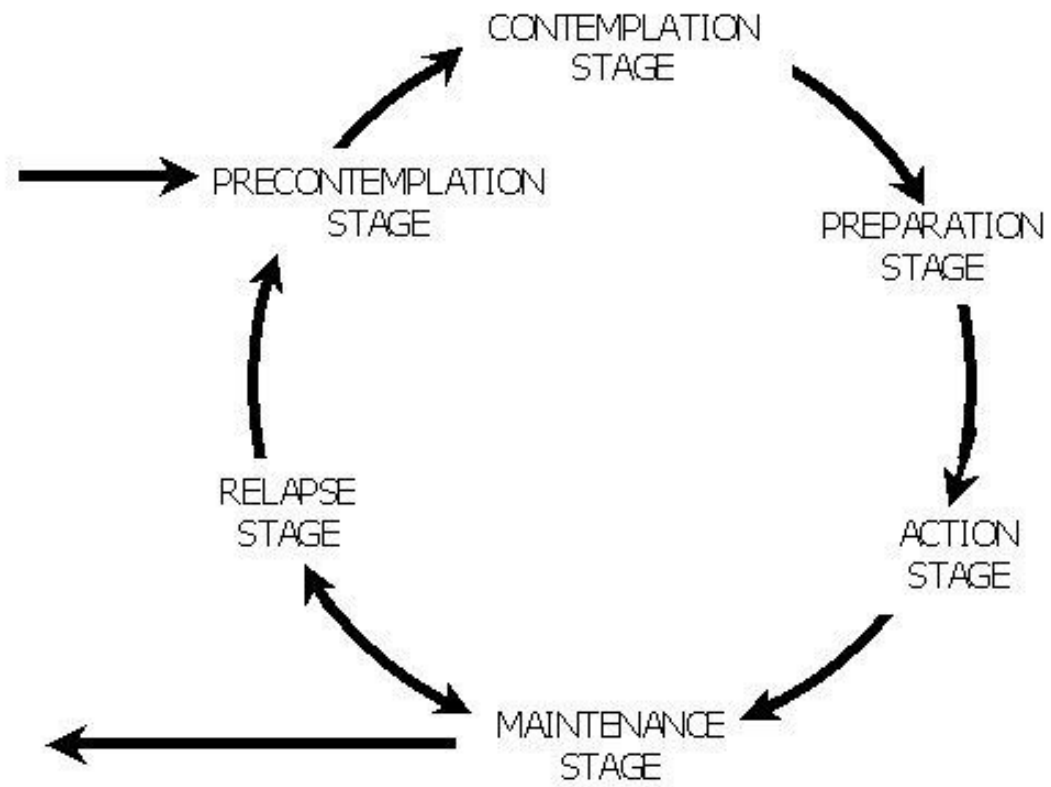 CONTEMPLATION
STAGE
PRECONTEMPLATION
STAGE
PREPARATION
STAGE
RELAPSE
STAGE
ACTION
STAGE
MAINTENANCE
STAGE